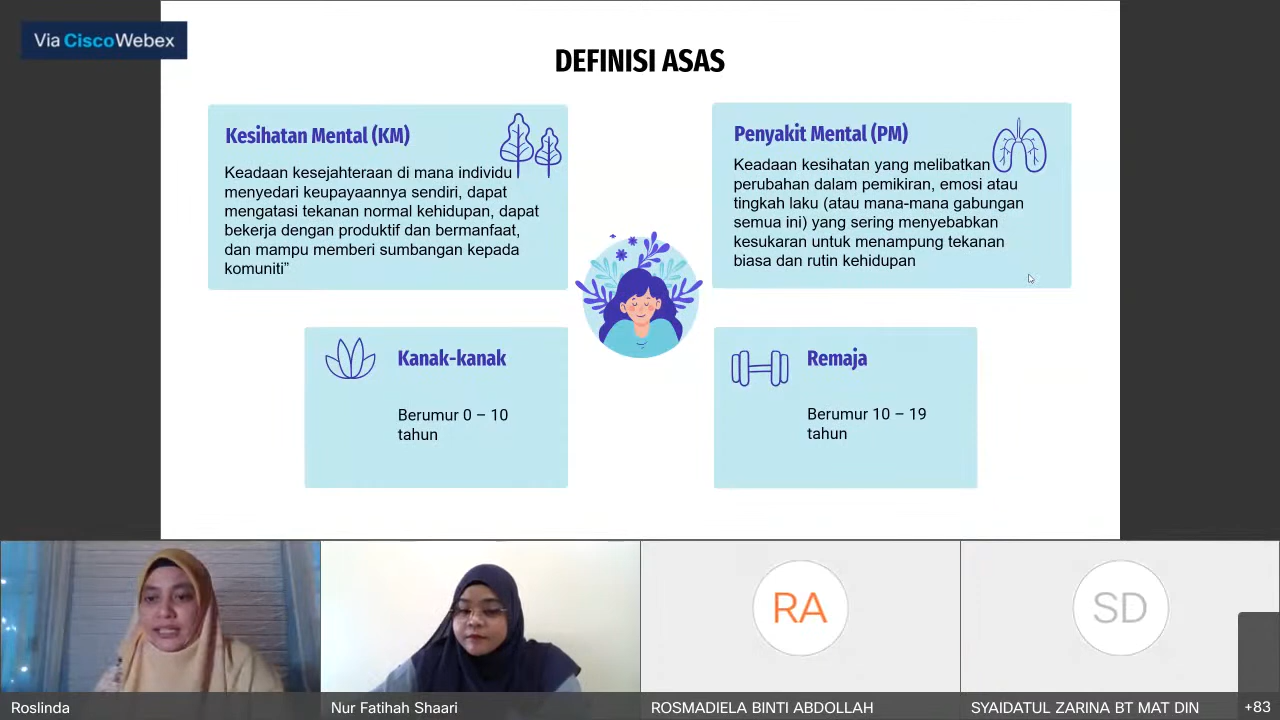 Via Cisco Webex
DEFINISI ASAS
Kesihatan Mental (KM)
Keadaan kesejahteraan di mana individu
menyedari keupayaannya sendiri, dapat
mengatasi tekanan normal kehidupan, dapat
bekerja dengan produktif dan bermanfaat,
dan mampu memberi sumbangan kepada
komuniti”
Penyakit Mental (PM)
Keadaan kesihatan yang melibatkan
perubahan dalam pemikiran, emosi atau
tingkah laku (atau mana-mana gabungan
semua ini) yang sering menyebabkan
kesukaran untuk menampung tekanan
biasa dan rutin kehidupan
Kanak-kanak
Berumur 0 – 10
tahun
Remaja
Berumur 10 – 19
tahun
RA
SD
Roslinda
Nur Fatihah Shaari
ROSMADIELA BINTI ABDOLLAH
SYAIDATUL ZARINA BT MAT DIN
+83